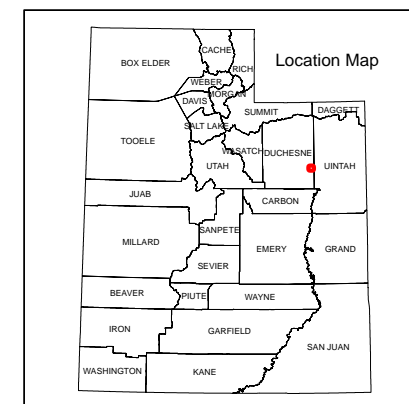 Location Map
CACHE
BOX ELDER
RICH
WEBER
MORGAN
DAVIS
SUMMIT
DAGGETT
SALT LAKE
TOOELE
WASATCH
DUCHESNE
UINTAH
UTAH
JUAB
CARBON
SANPETE
MILLARD
EMERY
GRAND
SEVIER
BEAVER
PIUTE
WAYNE
IRON
GARFIELD
SAN JUAN
WASHINGTON
KANE